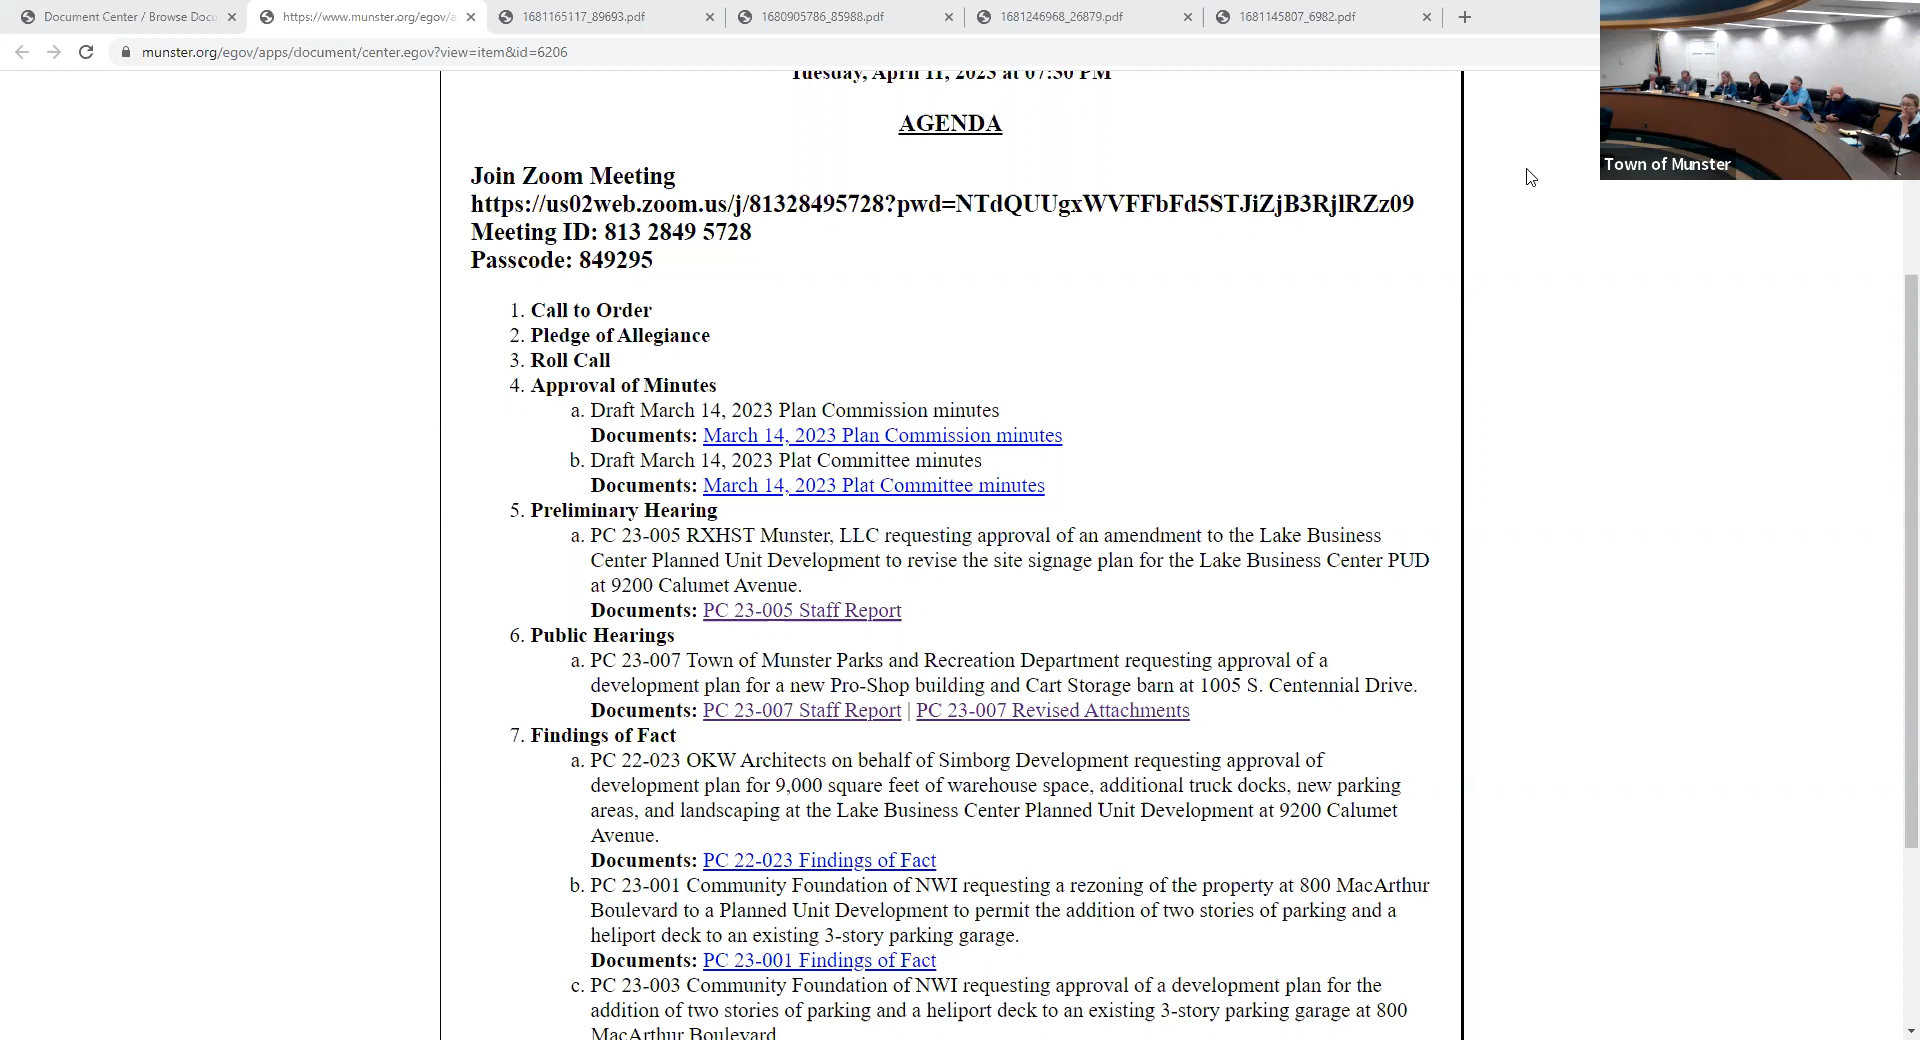 Document Center / Browse Docu
https://www.munster.org/egov/a
1681165117_89693.pdf
1680905786_85988.pdf
1681246968_26879.pdf
1681145807_6982.pdf
munster.org/egov/apps/document/center.egov?view=item&id=6206
Town of Munster
Tuesday, April 11, 2023 at 07:30 PM
AGENDA
Join Zoom Meeting
https://us02web.zoom.us/j/81328495728?pwd=NTdQUUgxWVFFbFd5STJiZjB3RjlRZz09
Meeting ID: 813 2849 5728
Passcode: 849295
1. Call to Order
2. Pledge of Allegiance
3. Roll Call
4. Approval of Minutes
a. Draft March 14, 2023 Plan Commission minutes
Documents: March 14, 2023 Plan Commission minutes
b. Draft March 14, 2023 Plat Committee minutes
Documents: March 14, 2023 Plat Committee minutes
5. Preliminary Hearing
a. PC 23-005 RXHST Munster, LLC requesting approval of an amendment to the Lake Business
Center Planned Unit Development to revise the site signage plan for the Lake Business Center PUD
at 9200 Calumet Avenue.
Documents: PC 23-005 Staff Report
6. Public Hearings
a. PC 23-007 Town of Munster Parks and Recreation Department requesting approval of a
development plan for a new Pro-Shop building and Cart Storage barn at 1005 S. Centennial Drive.
Documents: PC 23-007 Staff Report | PC 23-007 Revised Attachments
7. Findings of Fact
a. PC 22-023 OKW Architects on behalf of Simborg Development requesting approval of
development plan for 9,000 square feet of warehouse space, additional truck docks, new parking
areas, and landscaping at the Lake Business Center Planned Unit Development at 9200 Calumet
Avenue.
Documents: PC 22-023 Findings of Fact
b. PC 23-001 Community Foundation of NWI requesting a rezoning of the property at 800 MacArthur
Boulevard to a Planned Unit Development to permit the addition of two stories of parking and a
heliport deck to an existing 3-story parking garage.
Documents: PC 23-001 Findings of Fact
c. PC 23-003 Community Foundation of NWI requesting approval of a development plan for the
addition of two stories of parking and a heliport deck to an existing 3-story parking garage at 800
MacArthur Boulevard